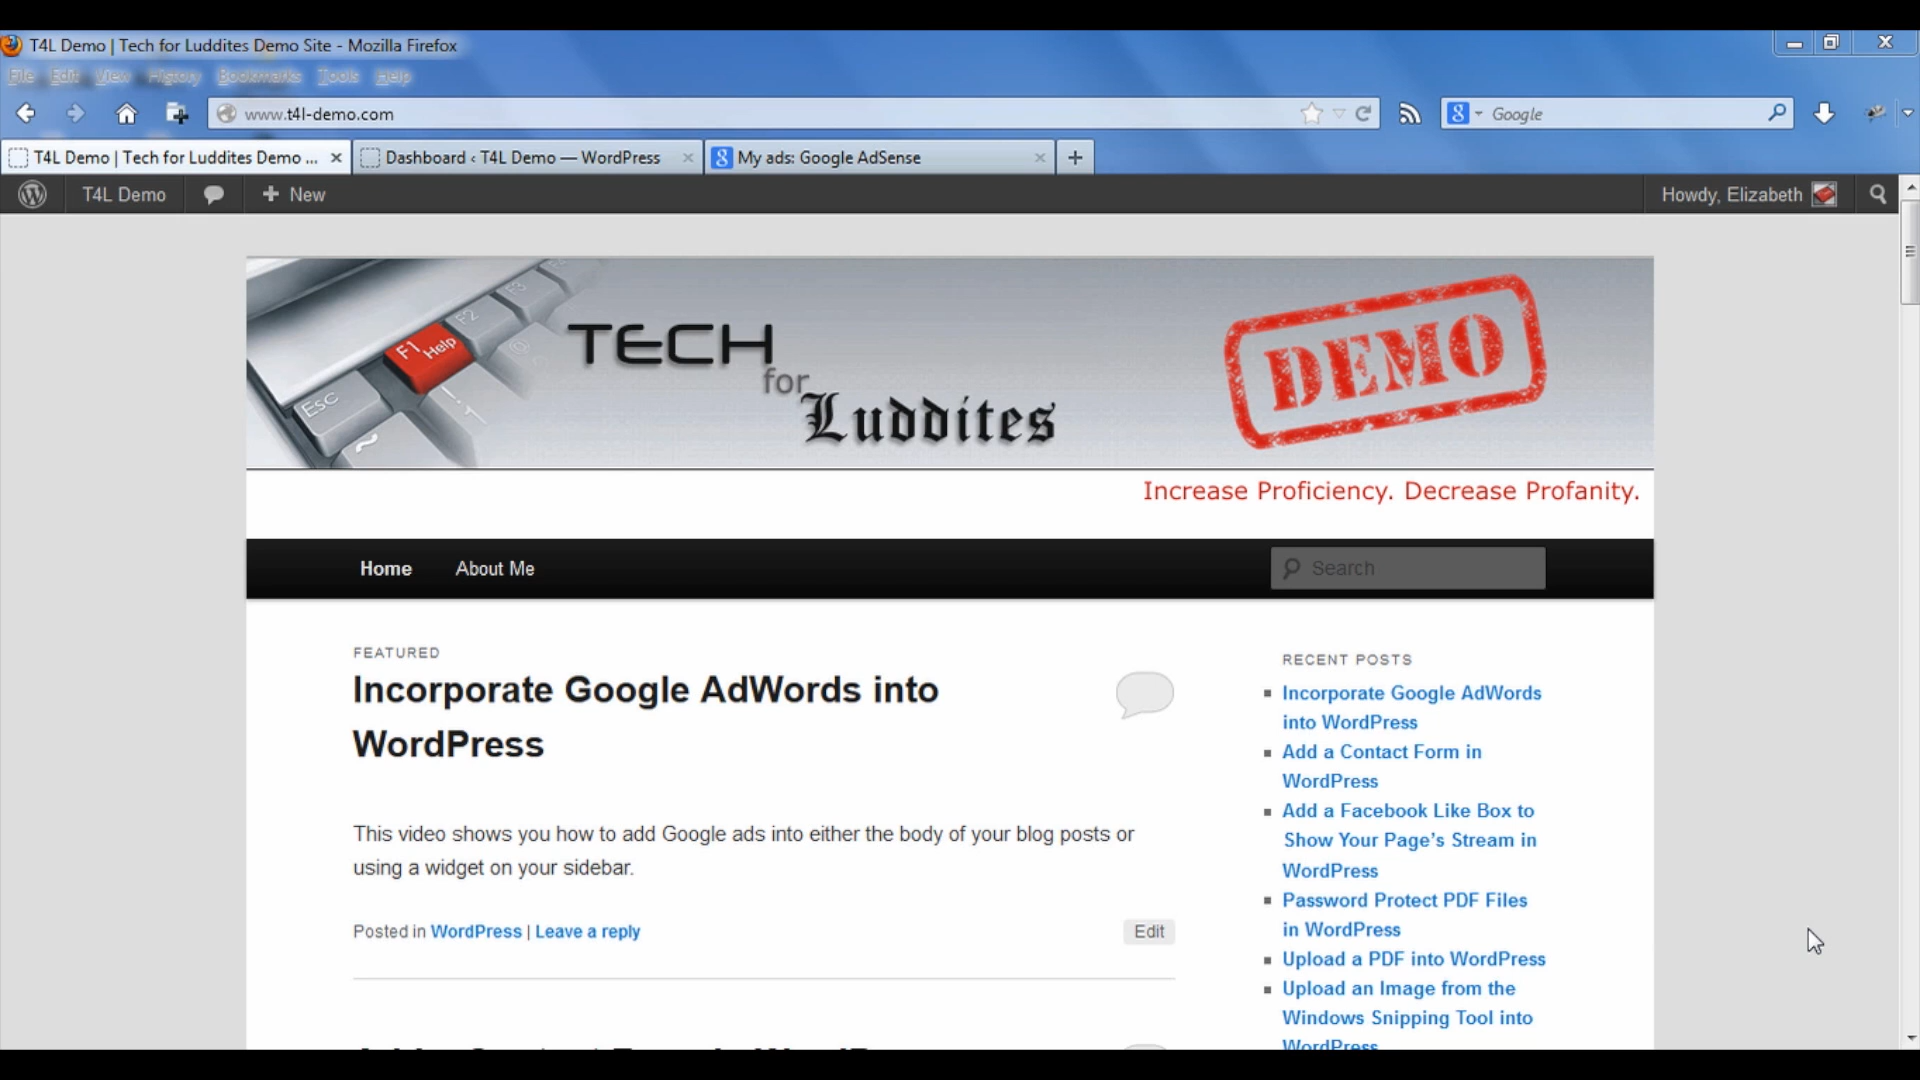 T4L Demo | Tech for Luddites Demo Site - Mozilla Firefox
File Edit View History Bookmarks Tools Help
www.t4l-demo.com
Google
T4L Demo | Tech for Luddites Demo ...
Dashboard ‹ T4L Demo — WordPress
My ads: Google AdSense
T4L Demo
New
Howdy, Elizabeth
F1 Help
F2
F3
Esc
TECH
for
Luddites
DEMO
Increase Proficiency. Decrease Profanity.
Home
About Me
Search
FEATURED
Incorporate Google AdWords into
WordPress
This video shows you how to add Google ads into either the body of your blog posts or
using a widget on your sidebar.
Posted in WordPress | Leave a reply
Edit
RECENT POSTS
Incorporate Google AdWords
into WordPress
Add a Contact Form in
WordPress
Add a Facebook Like Box to
Show Your Page’s Stream in
WordPress
Password Protect PDF Files
in WordPress
Upload a PDF into WordPress
Upload an Image from the
Windows Snipping Tool into
WordPress